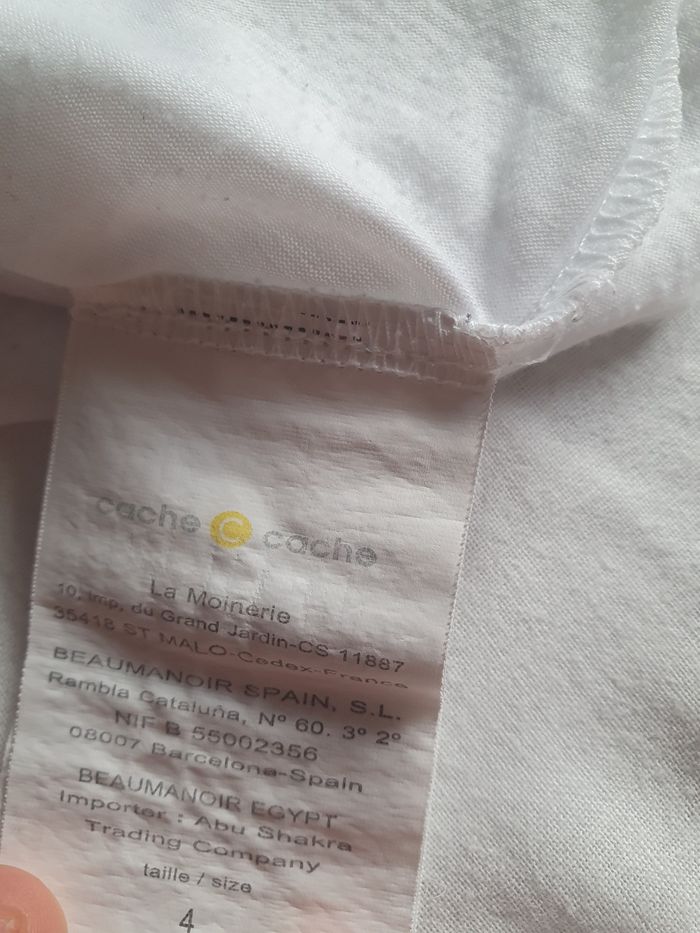 cache c cache
La Moinerie
10, imp. du Grand Jardin-CS 11887
35418 ST MALO-Cedex-France
BEAUMANOIR SPAIN, S.L.
Rambla Cataluña, Nº 60. 3º 2º
NIF B 55002356
08007 Barcelona-Spain
BEAUMANOIR EGYPT
Importer : Abu Shakra
Trading Company
taille / size
4